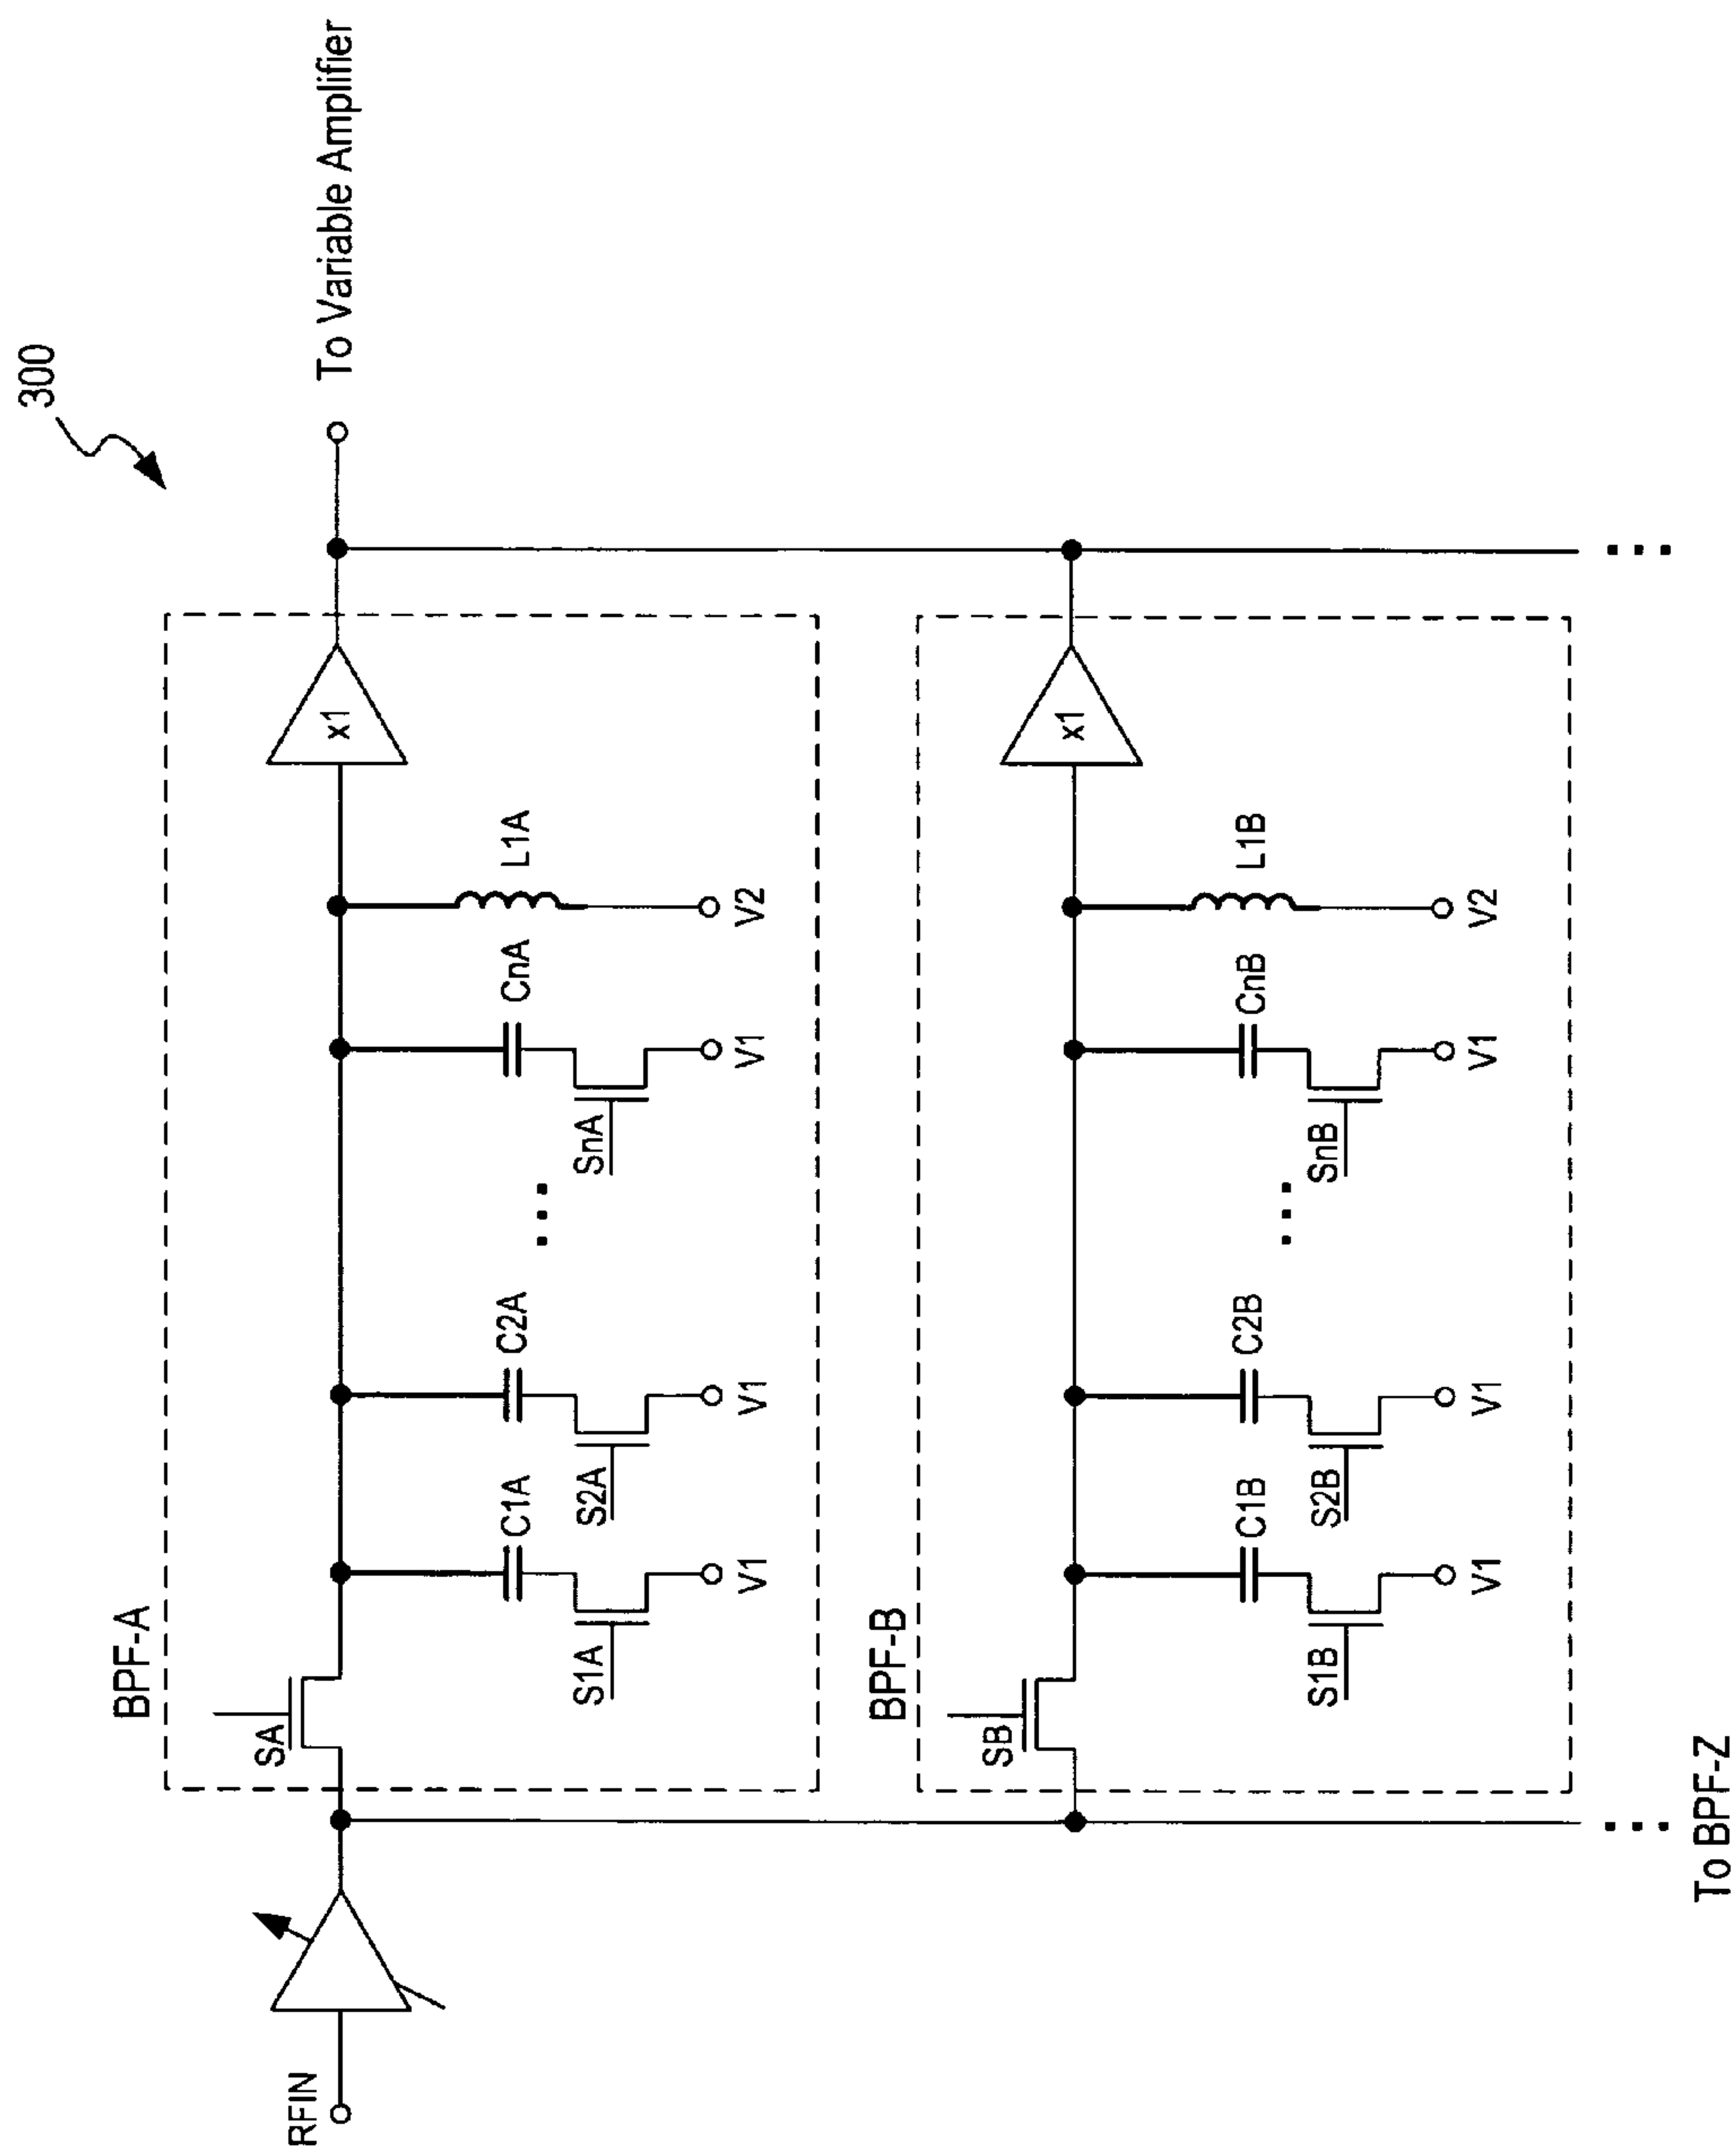 300
RFIN
To Variable Amplifier
BPF-A
SA
x1
C1A
C2A
CnA
L1A
S1A
S2A
...
SnA
V1
V1
V1
V2
BPF-B
SB
x1
C1B
C2B
CnB
L1B
S1B
S2B
...
SnB
V1
V1
V1
V2
...
...
To BPF-Z